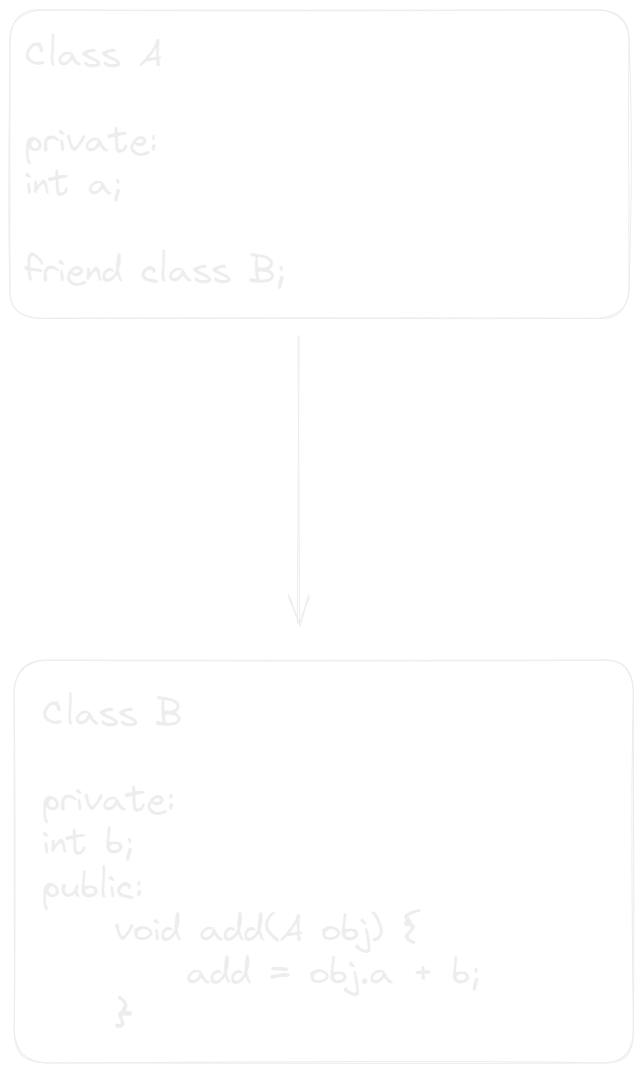 Class A
private:
int a;
friend class B;
Class B
private:
int b;
public:
void add(A obj) {
add = obj.a + b;
}